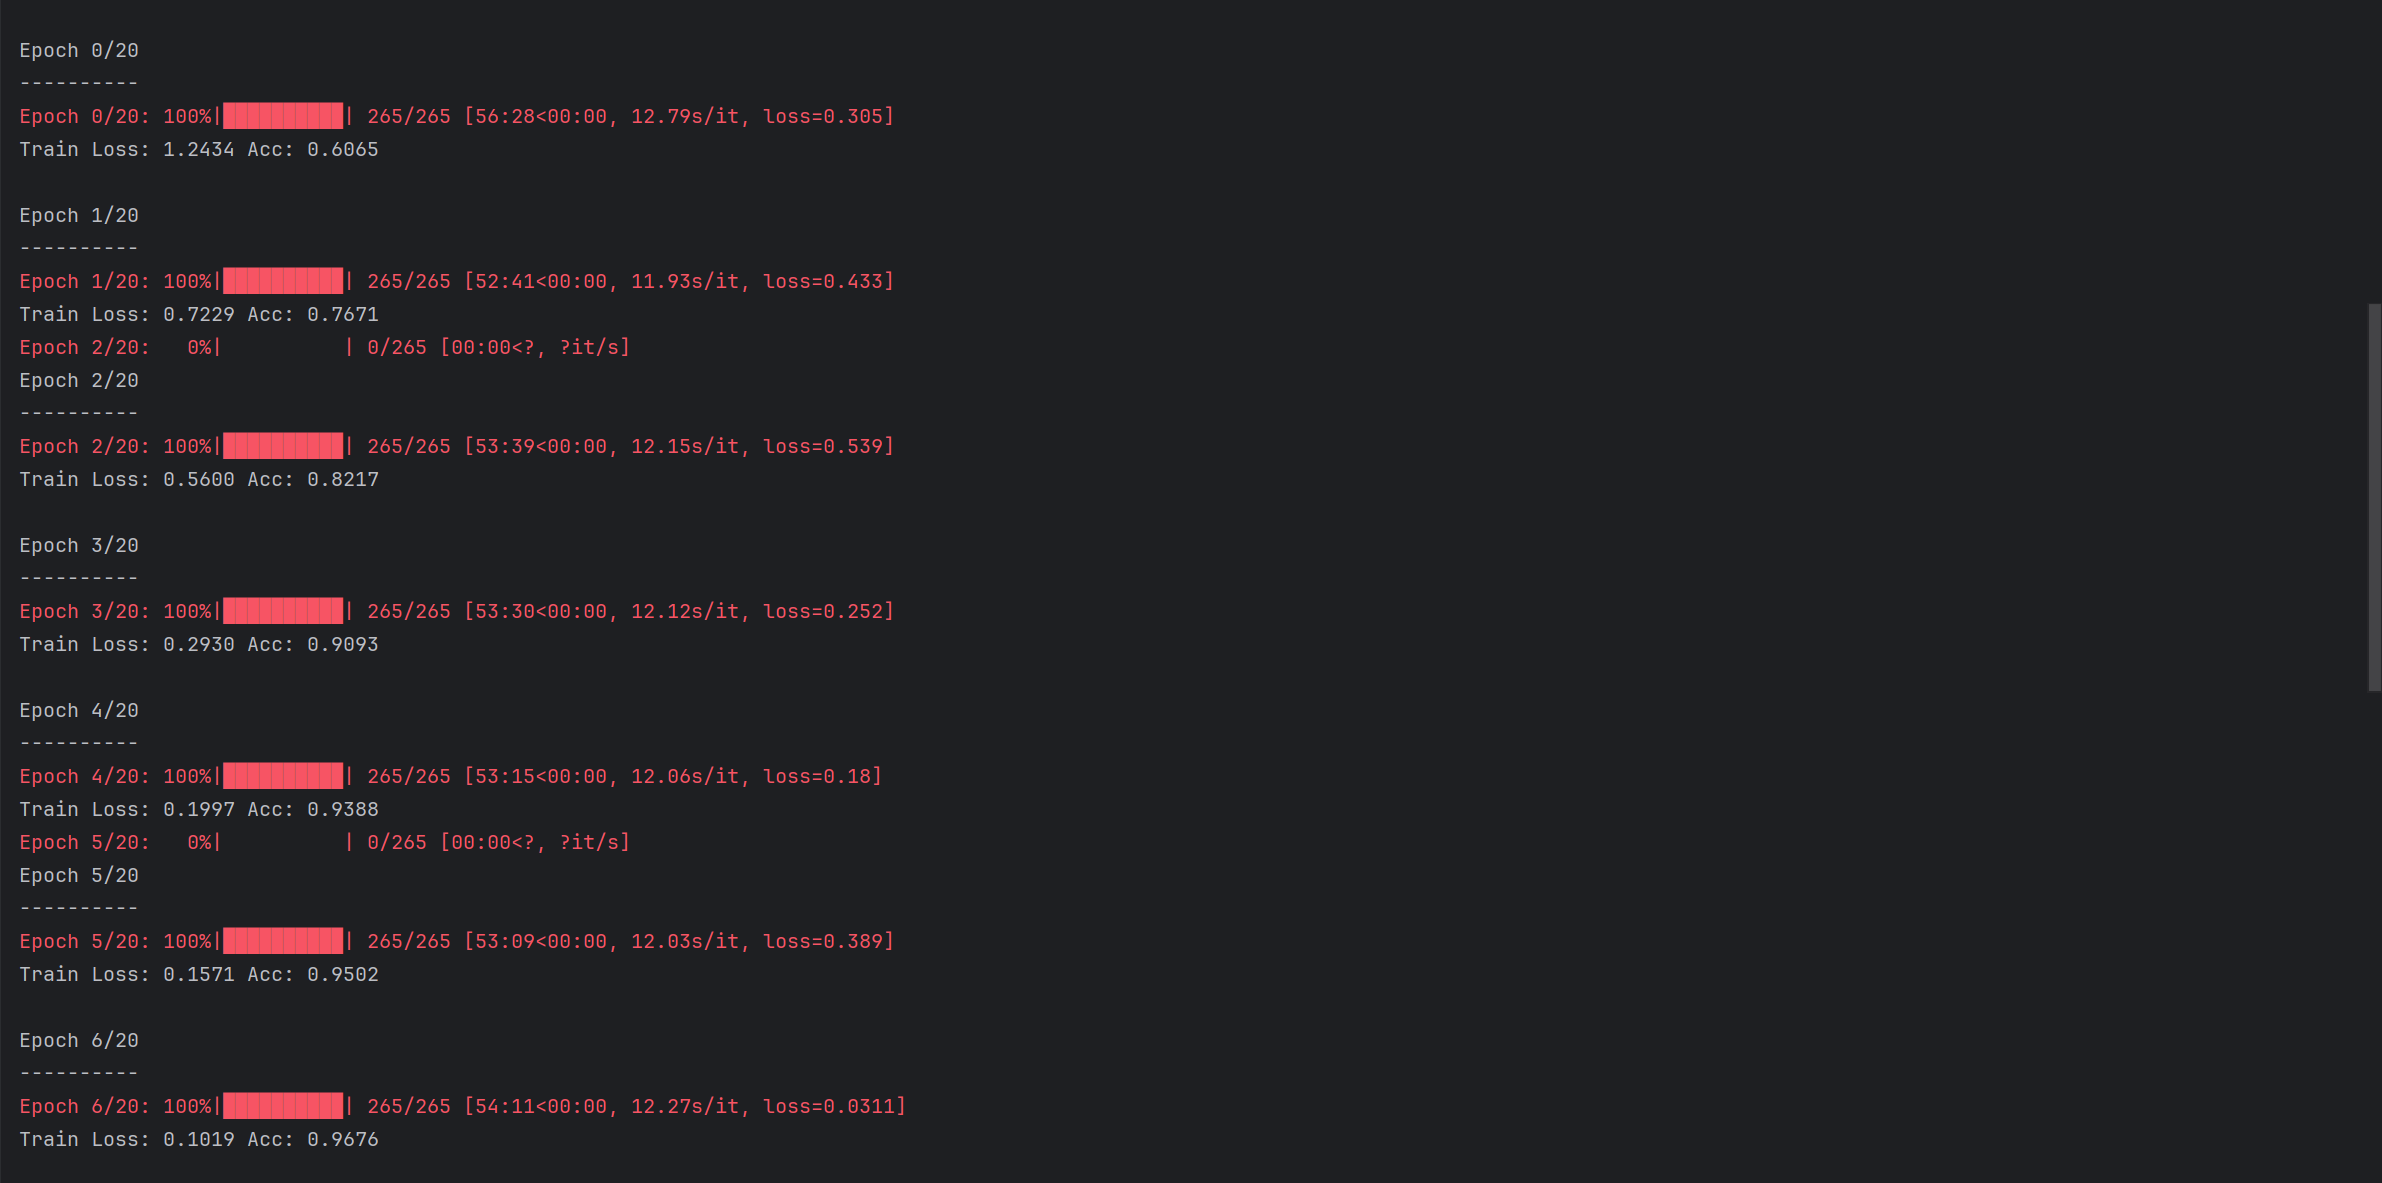 Epoch 0/20
----------
Epoch 0/20: 100%|██████████| 265/265 [56:28<00:00, 12.79s/it, loss=0.305]
Train Loss: 1.2434 Acc: 0.6065
Epoch 1/20
----------
Epoch 1/20: 100%|██████████| 265/265 [52:41<00:00, 11.93s/it, loss=0.433]
Train Loss: 0.7229 Acc: 0.7671
Epoch 2/20:   0%|          | 0/265 [00:00<?, ?it/s]
Epoch 2/20
----------
Epoch 2/20: 100%|██████████| 265/265 [53:39<00:00, 12.15s/it, loss=0.539]
Train Loss: 0.5600 Acc: 0.8217
Epoch 3/20
----------
Epoch 3/20: 100%|██████████| 265/265 [53:30<00:00, 12.12s/it, loss=0.252]
Train Loss: 0.2930 Acc: 0.9093
Epoch 4/20
----------
Epoch 4/20: 100%|██████████| 265/265 [53:15<00:00, 12.06s/it, loss=0.18]
Train Loss: 0.1997 Acc: 0.9388
Epoch 5/20:   0%|          | 0/265 [00:00<?, ?it/s]
Epoch 5/20
----------
Epoch 5/20: 100%|██████████| 265/265 [53:09<00:00, 12.03s/it, loss=0.389]
Train Loss: 0.1571 Acc: 0.9502
Epoch 6/20
----------
Epoch 6/20: 100%|██████████| 265/265 [54:11<00:00, 12.27s/it, loss=0.0311]
Train Loss: 0.1019 Acc: 0.9676